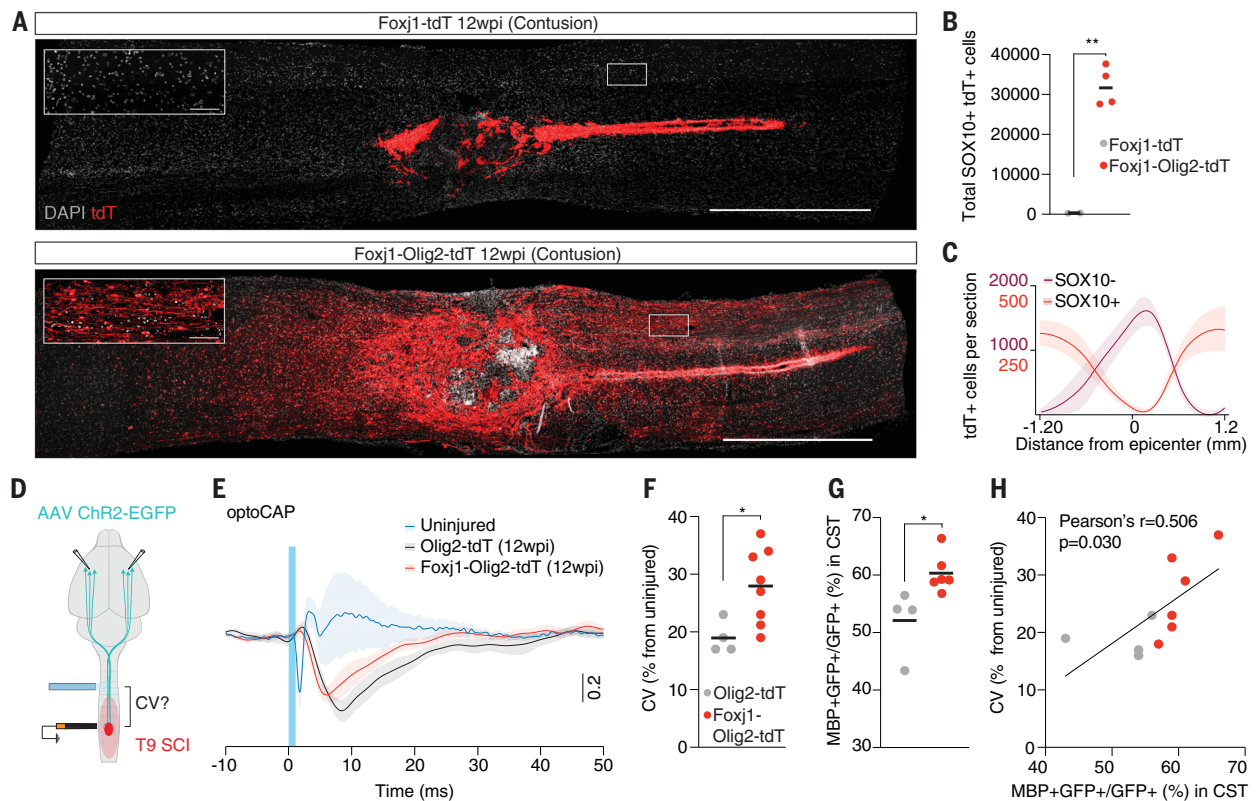 A
Foxj1-tdT 12wpi (Contusion)
DAPI tdT
Foxj1-Olig2-tdT 12wpi (Contusion)
B
Total SOX10+ tdT+ cells
40000
30000
20000
10000
0
**
Foxj1-tdT
Foxj1-Olig2-tdT
C
tdT+ cells per section
2000
500
1000
250
SOX10-
SOX10+
-1.20
0
1.2
Distance from epicenter (mm)
D
AAV ChR2-EGFP
CV?
T9 SCI
E
optoCAP
Uninjured
Olig2-tdT (12wpi)
Foxj1-Olig2-tdT (12wpi)
0.2
-10 0 10 20 30 40 50
Time (ms)
F
CV (% from uninjured)
40
30
20
10
0
*
Olig2-tdT
Foxj1-
Olig2-tdT
G
MBP+GFP+/GFP+ (%) in CST
70
60
50
40
30
*
H
Pearson's r=0.506
p=0.030
CV (% from uninjured)
40
30
20
10
0
40 50 60 70
MBP+GFP+/GFP+ (%) in CST